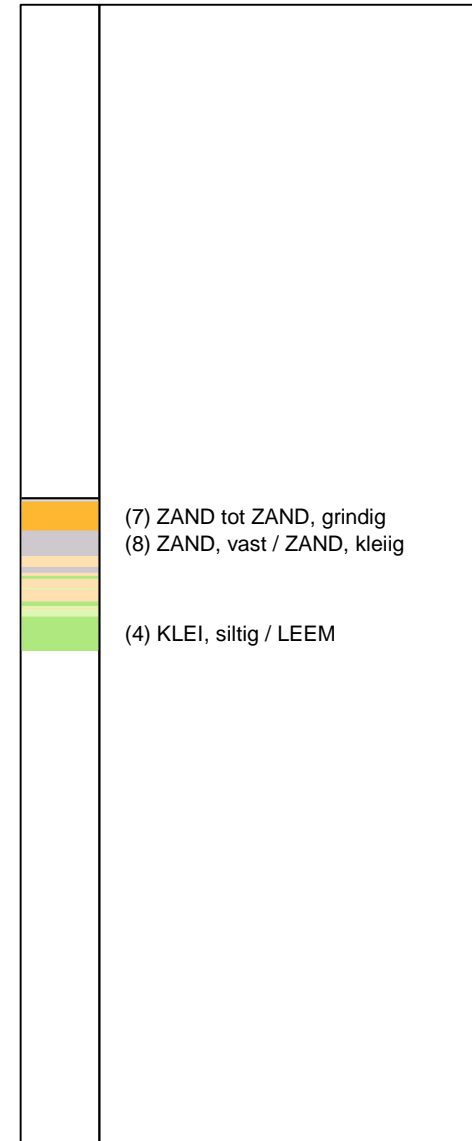 (7) ZAND tot ZAND, grindig
(8) ZAND, vast / ZAND, kleiig
(4) KLEI, siltig / LEEM